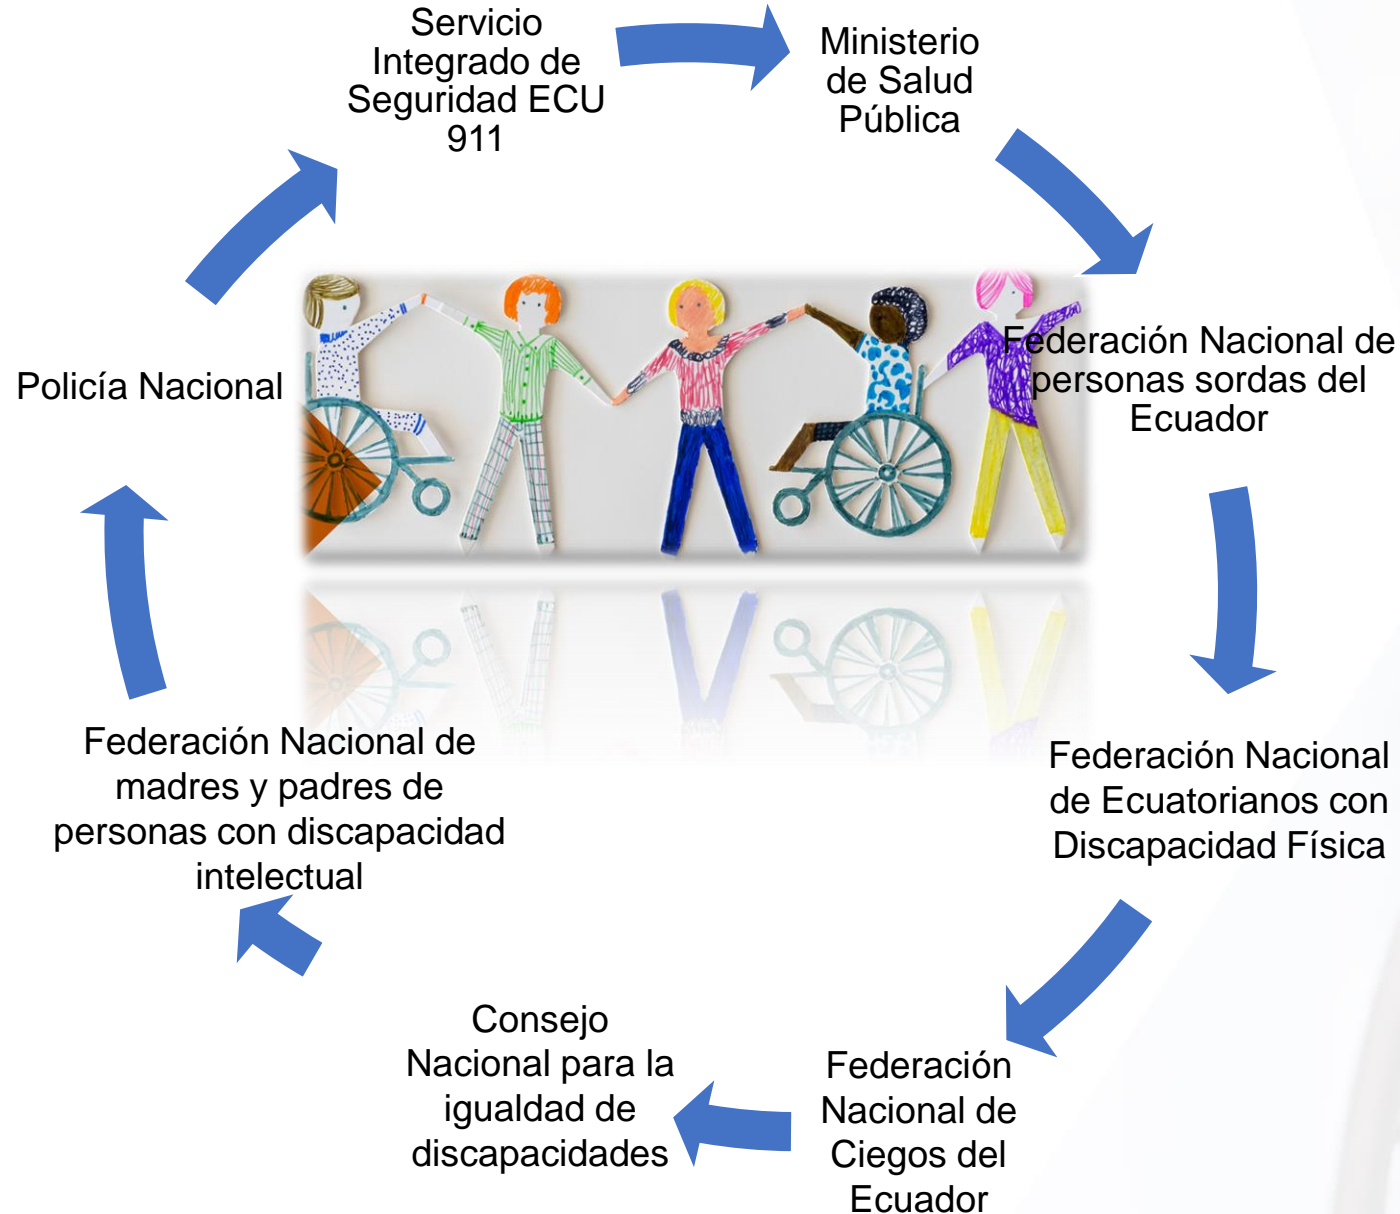 Servicio
Integrado de
Seguridad ECU
911
Ministerio
de Salud
Pública
Federación Nacional de
personas sordas del
Ecuador
Federación Nacional
de Ecuatorianos con
Discapacidad Física
Federación
Nacional de
Ciegos del
Ecuador
Consejo
Nacional para la
igualdad de
discapacidades
Federación Nacional de
madres y padres de
personas con discapacidad
intelectual
Policía Nacional